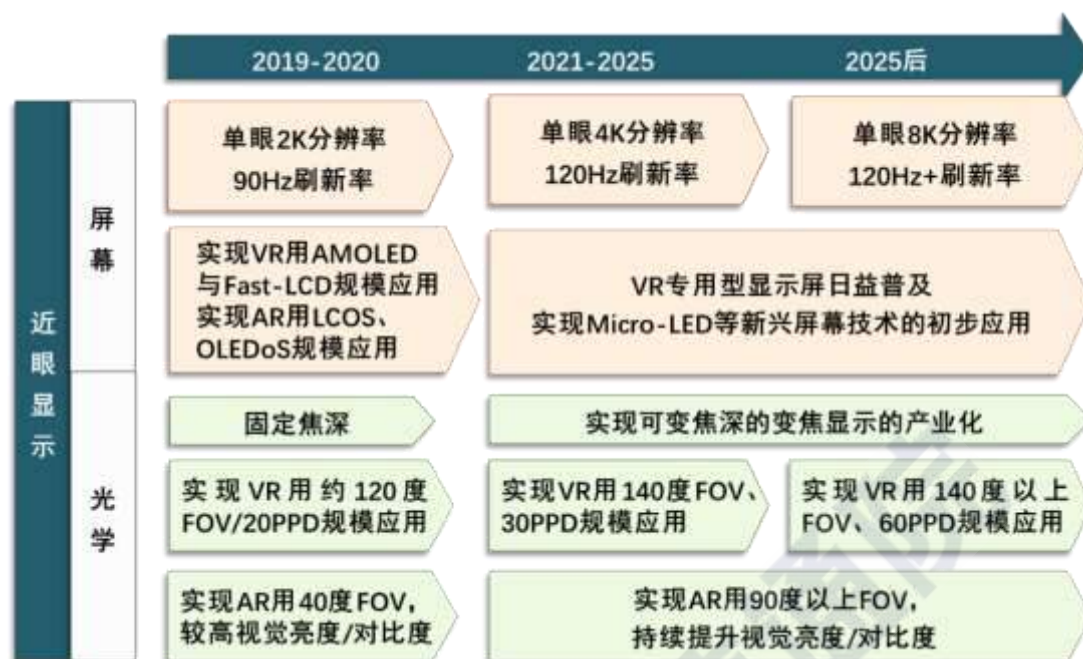 2019-2020
2021-2025
2025后
近眼显示
屏幕
单眼2K分辨率
90Hz刷新率
单眼4K分辨率
120Hz刷新率
单眼8K分辨率
120Hz+刷新率
实现VR用AMOLED
与Fast-LCD规模应用
实现AR用LCOS、
OLEDoS规模应用
VR专用型显示屏日益普及
实现Micro-LED等新兴屏幕技术的初步应用
光学
固定焦深
实现可变焦深的变焦显示的产业化
实现VR用约120度
FOV/20PPD规模应用
实现VR用140度FOV、
30PPD规模应用
实现VR用140度以上
FOV、60PPD规模应用
实现AR用40度FOV，
较高视觉亮度/对比度
实现AR用90度以上FOV，
持续提升视觉亮度/对比度